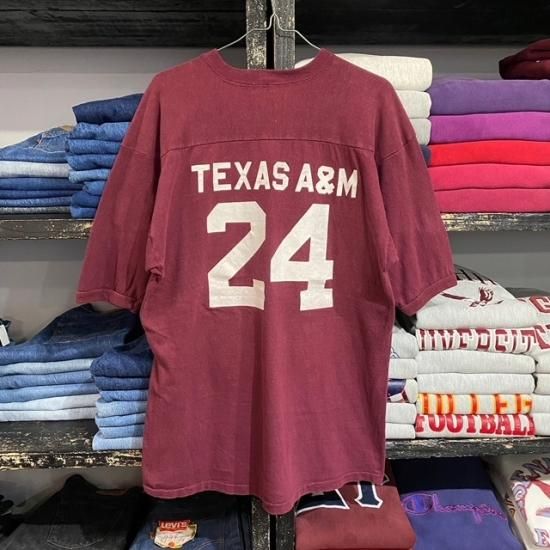 TEXAS A&M
24
FOOTBALL
Levi's
Champion